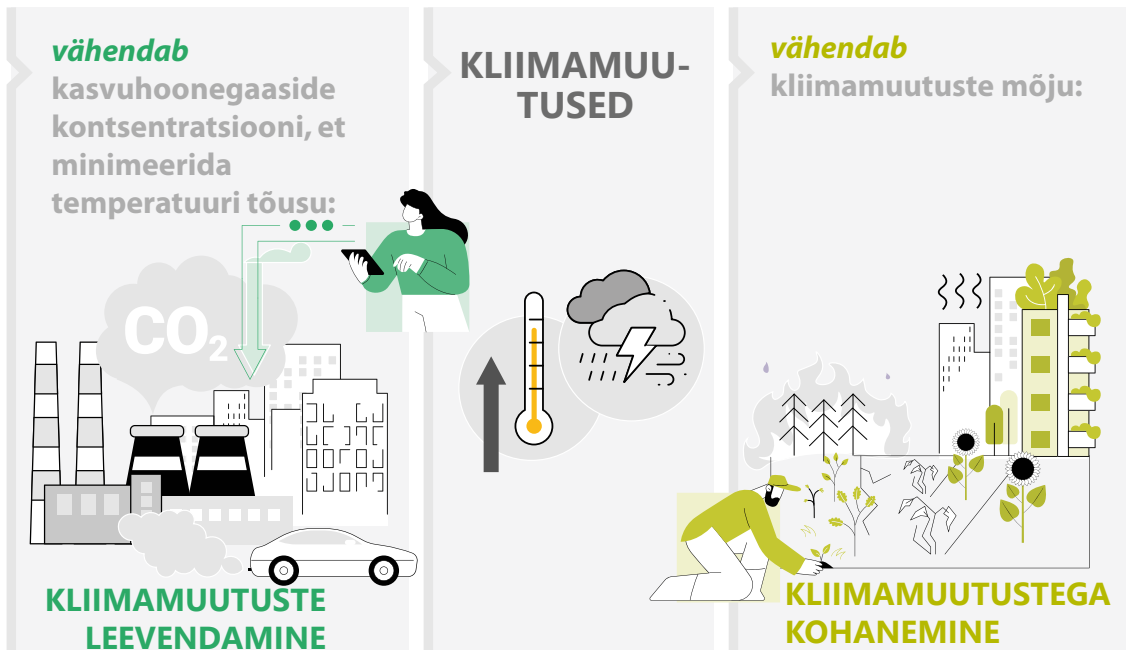 vähendab
kasvuhoonegaaside
kontsentratsiooni, et
minimeerida
temperatuuri tõusu:
CO₂
KLIIMAMUUTUSTE
LEEVENDAMINE
KLIIMAMUU-
TUSED
vähendab
kliimamuutuste mõju:
KLIIMAMUUTUSTEGA
KOHANEMINE